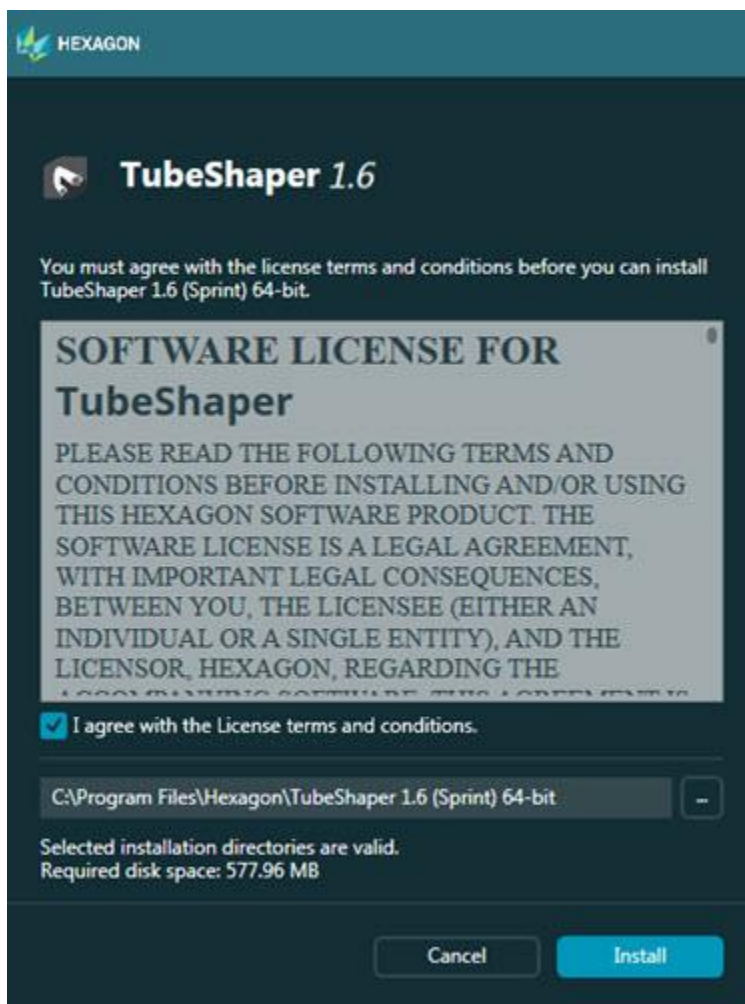 HEXAGON
TubeShaper 1.6
You must agree with the license terms and conditions before you can install
TubeShaper 1.6 (Sprint) 64-bit.
SOFTWARE LICENSE FOR
TubeShaper
PLEASE READ THE FOLLOWING TERMS AND
CONDITIONS BEFORE INSTALLING AND/OR USING
THIS HEXAGON SOFTWARE PRODUCT. THE
SOFTWARE LICENSE IS A LEGAL AGREEMENT,
WITH IMPORTANT LEGAL CONSEQUENCES,
BETWEEN YOU, THE LICENSEE (EITHER AN
INDIVIDUAL OR A SINGLE ENTITY), AND THE
LICENSOR, HEXAGON, REGARDING THE
ACCOMPANYING SOFTWARE. THIS AGREEMENT IS
I agree with the License terms and conditions.
C:\Program Files\Hexagon\TubeShaper 1.6 (Sprint) 64-bit
...
Selected installation directories are valid.
Required disk space: 577.96 MB
Cancel
Install